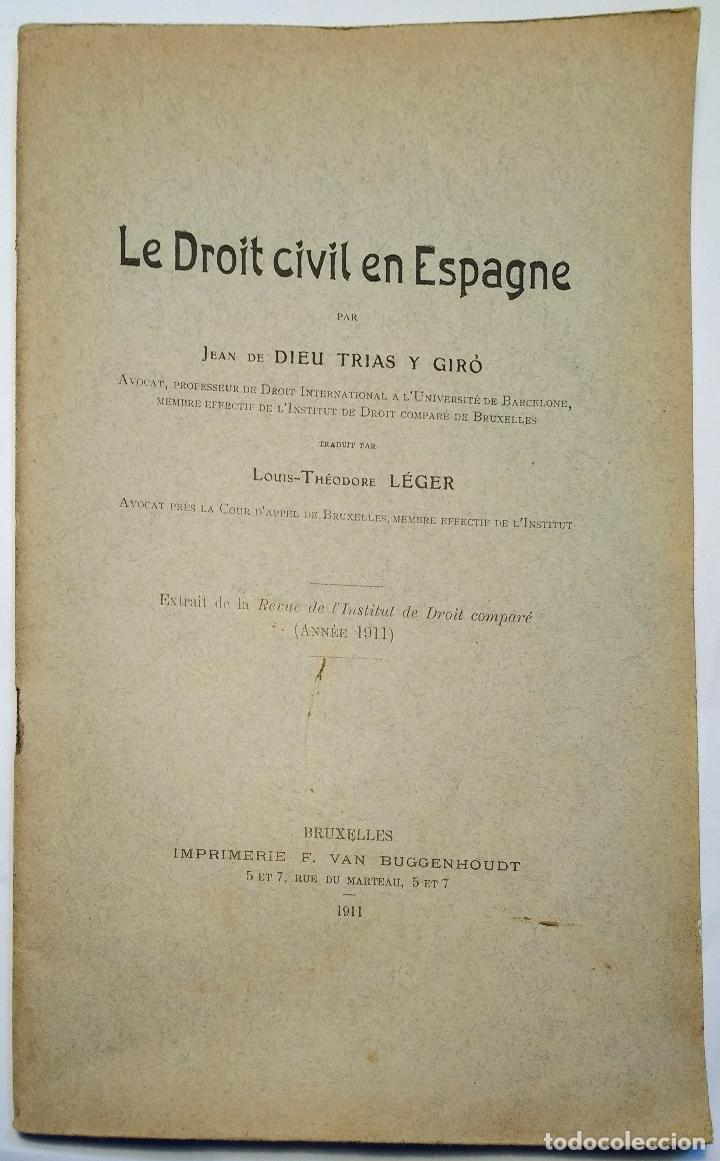 Le Droit civil en Espagne
PAR
JEAN DE DIEU TRIAS Y GIRÓ
AVOCAT, PROFESSEUR DE DROIT INTERNATIONAL A L'UNIVERSITÉ DE BARCELONE,
MEMBRE EFFECTIF DE L'INSTITUT DE DROIT COMPARÉ DE BRUXELLES
TRADUIT PAR
LOUIS-THÉODORE LÉGER
AVOCAT PRÈS LA COUR D'APPEL DE BRUXELLES, MEMBRE EFFECTIF DE L'INSTITUT
Extrait de la Revue de l'Institut de Droit comparé
(ANNÉE 1911)
BRUXELLES
IMPRIMERIE F. VAN BUGGENHOUDT
5 ET 7, RUE DU MARTEAU, 5 ET 7
1911
todocoleccion